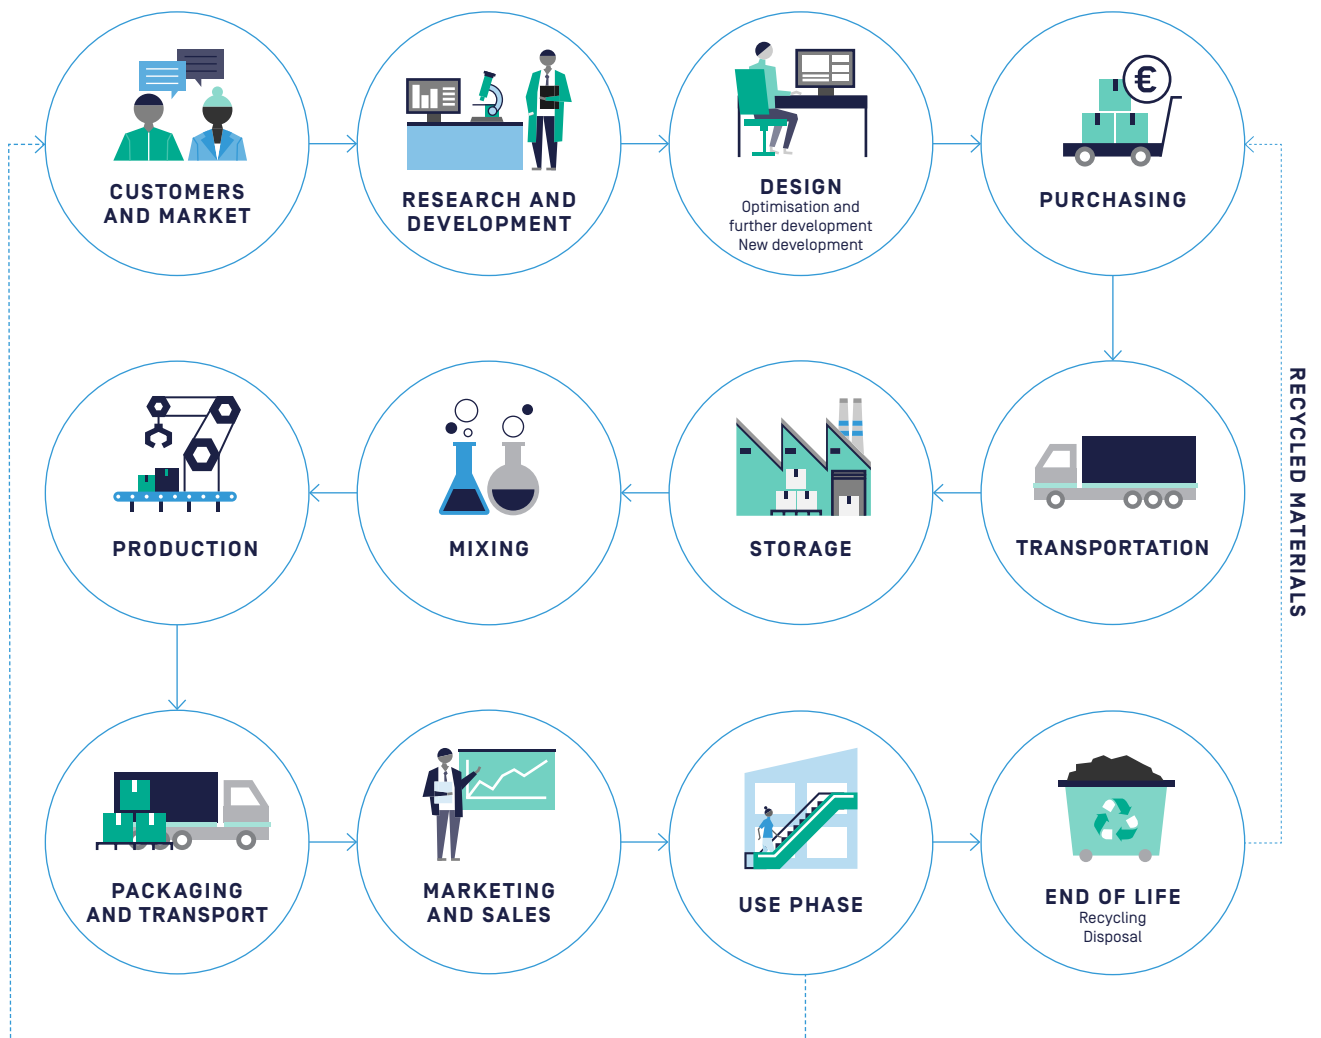 CUSTOMERS
AND MARKET
RESEARCH AND
DEVELOPMENT
DESIGN
Optimisation and
further development
New development
€
PURCHASING
PRODUCTION
MIXING
STORAGE
TRANSPORTATION
RECYCLED MATERIALS
PACKAGING
AND TRANSPORT
MARKETING
AND SALES
USE PHASE
END OF LIFE
Recycling
Disposal